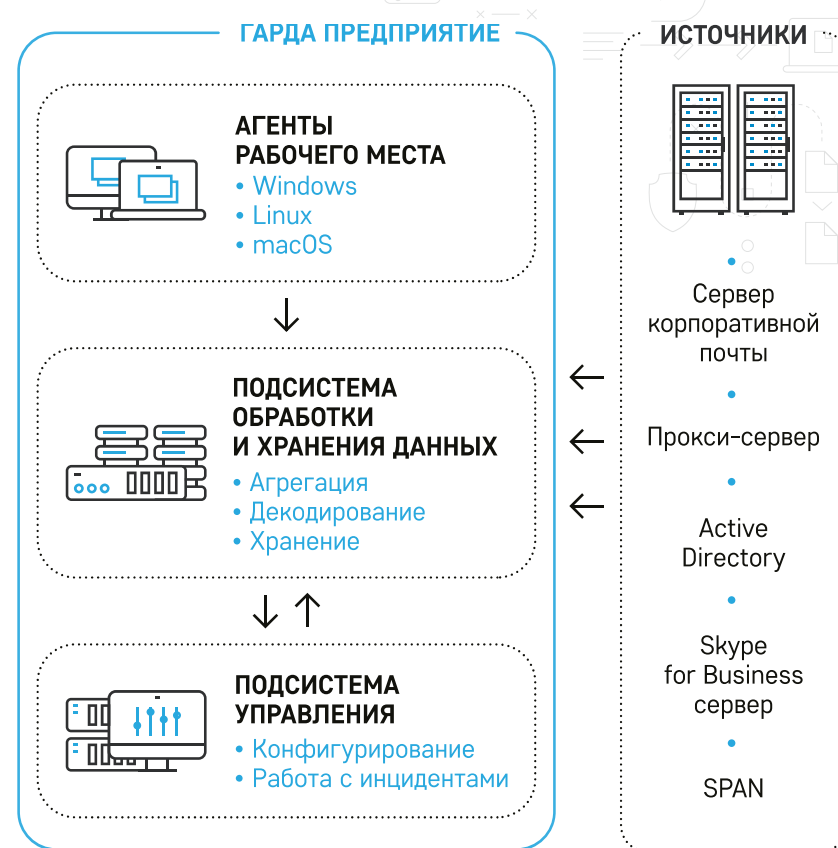 ГАРДА ПРЕДПРИЯТИЕ
АГЕНТЫ
РАБОЧЕГО МЕСТА
• Windows
• Linux
• macOS
ПОДСИСТЕМА
ОБРАБОТКИ
И ХРАНЕНИЯ ДАННЫХ
• Агрегация
• Декодирование
• Хранение
ПОДСИСТЕМА
УПРАВЛЕНИЯ
• Конфигурирование
• Работа с инцидентами
ИСТОЧНИКИ
Сервер
корпоративной
почты
Прокси-сервер
Active
Directory
Skype
for Business
сервер
SPAN